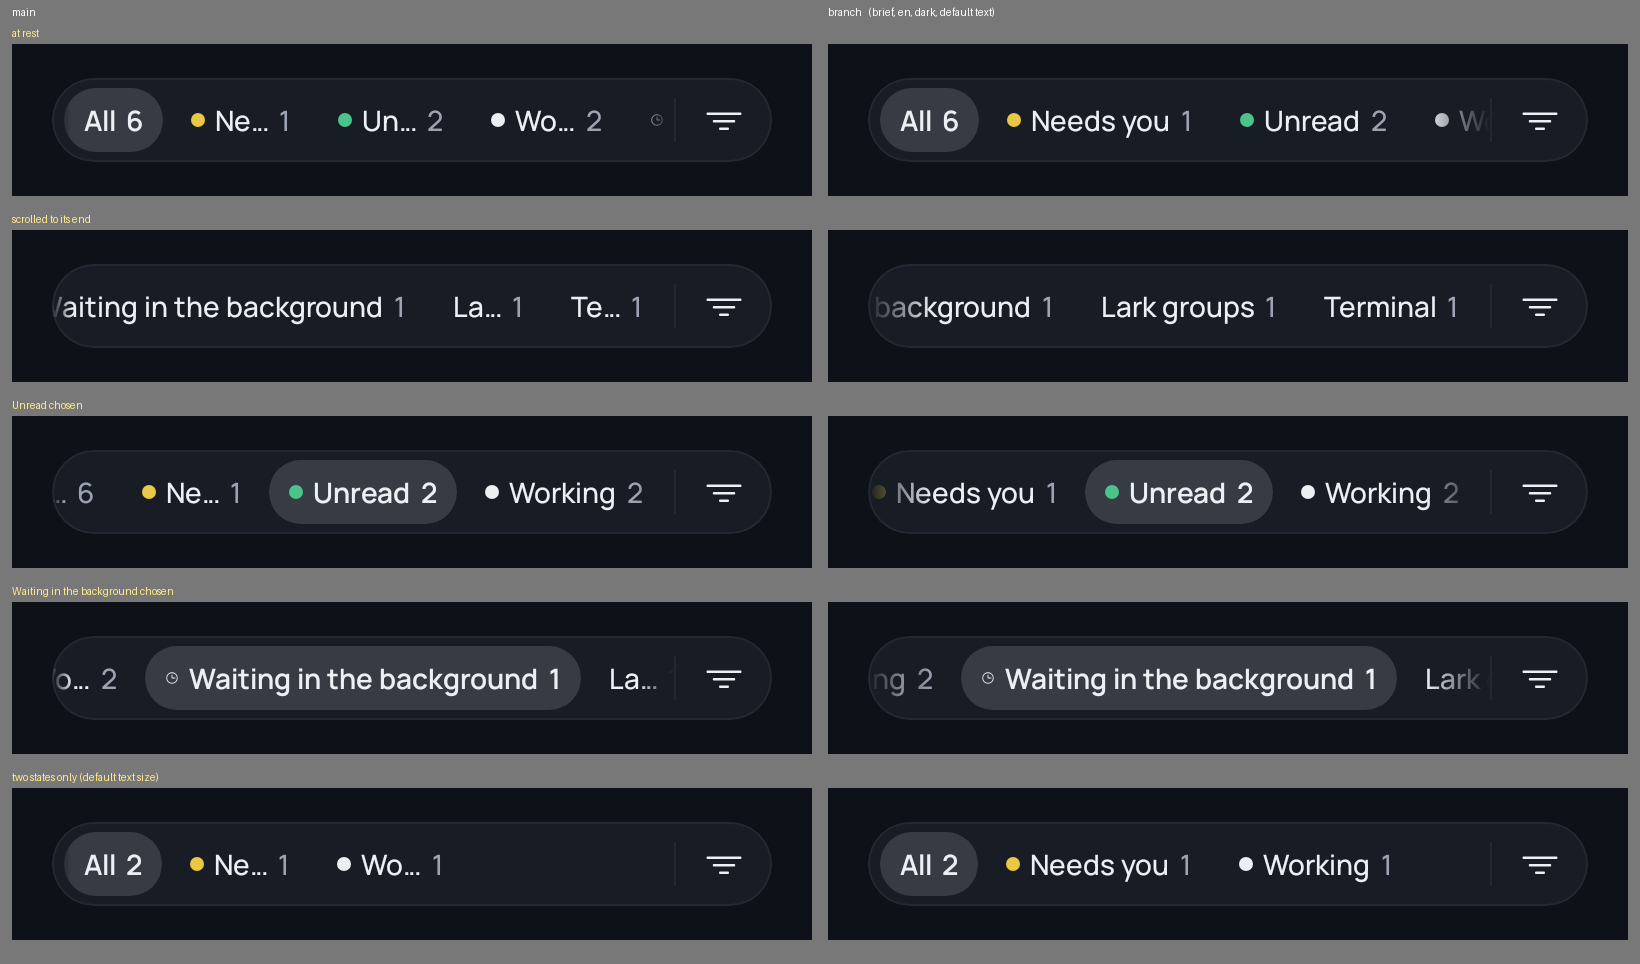 main
branch (brief, en, dark, default text)
at rest
All 6 Ne... 1 Un... 2 Wo... 2
All 6 Needs you 1 Unread 2
scrolled to its end
aiting in the background 1 La... 1 Te... 1
background 1 Lark groups 1 Terminal 1
Unread chosen
.. 6 Ne... 1 Unread 2 Working 2
Needs you 1 Unread 2 Working 2
Waiting in the background chosen
o... 2 Waiting in the background 1 La...
ng 2 Waiting in the background 1 Lark
two states only (default text size)
All 2 Ne... 1 Wo... 1
All 2 Needs you 1 Working 1